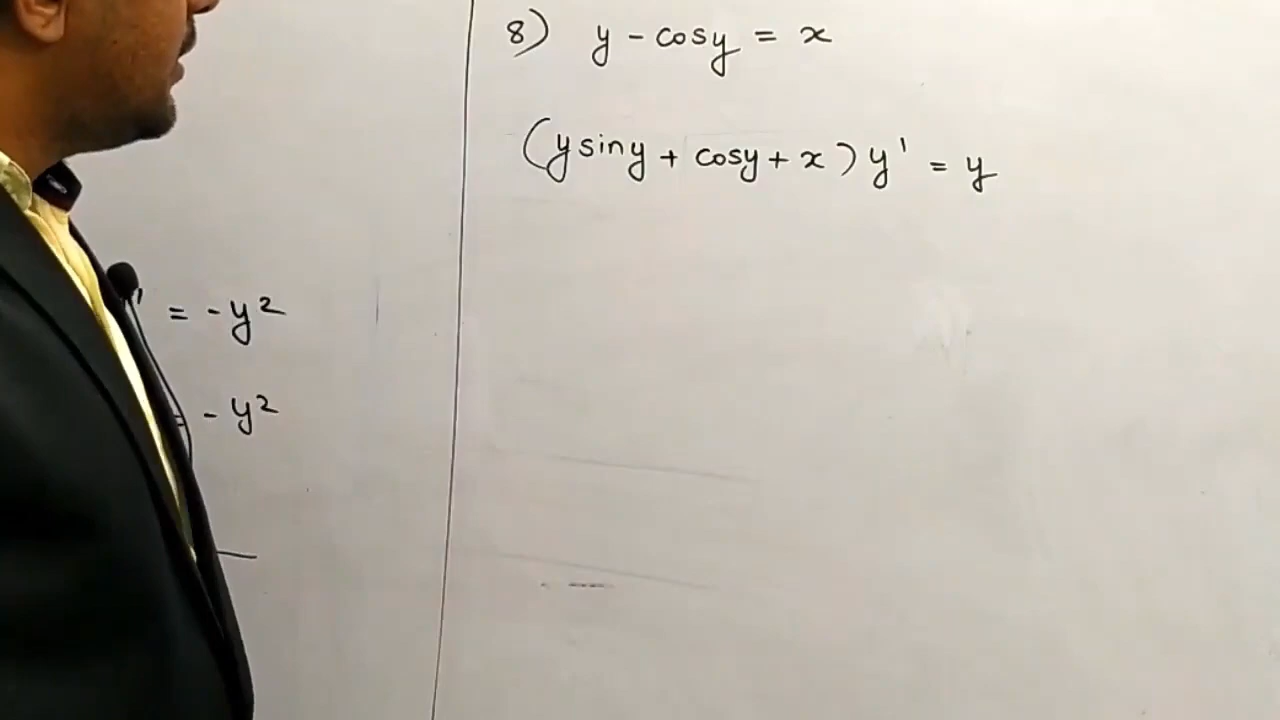 8) y - cosy = x
(ysiny + cosy + x) y' = y
' = -y²
- y²